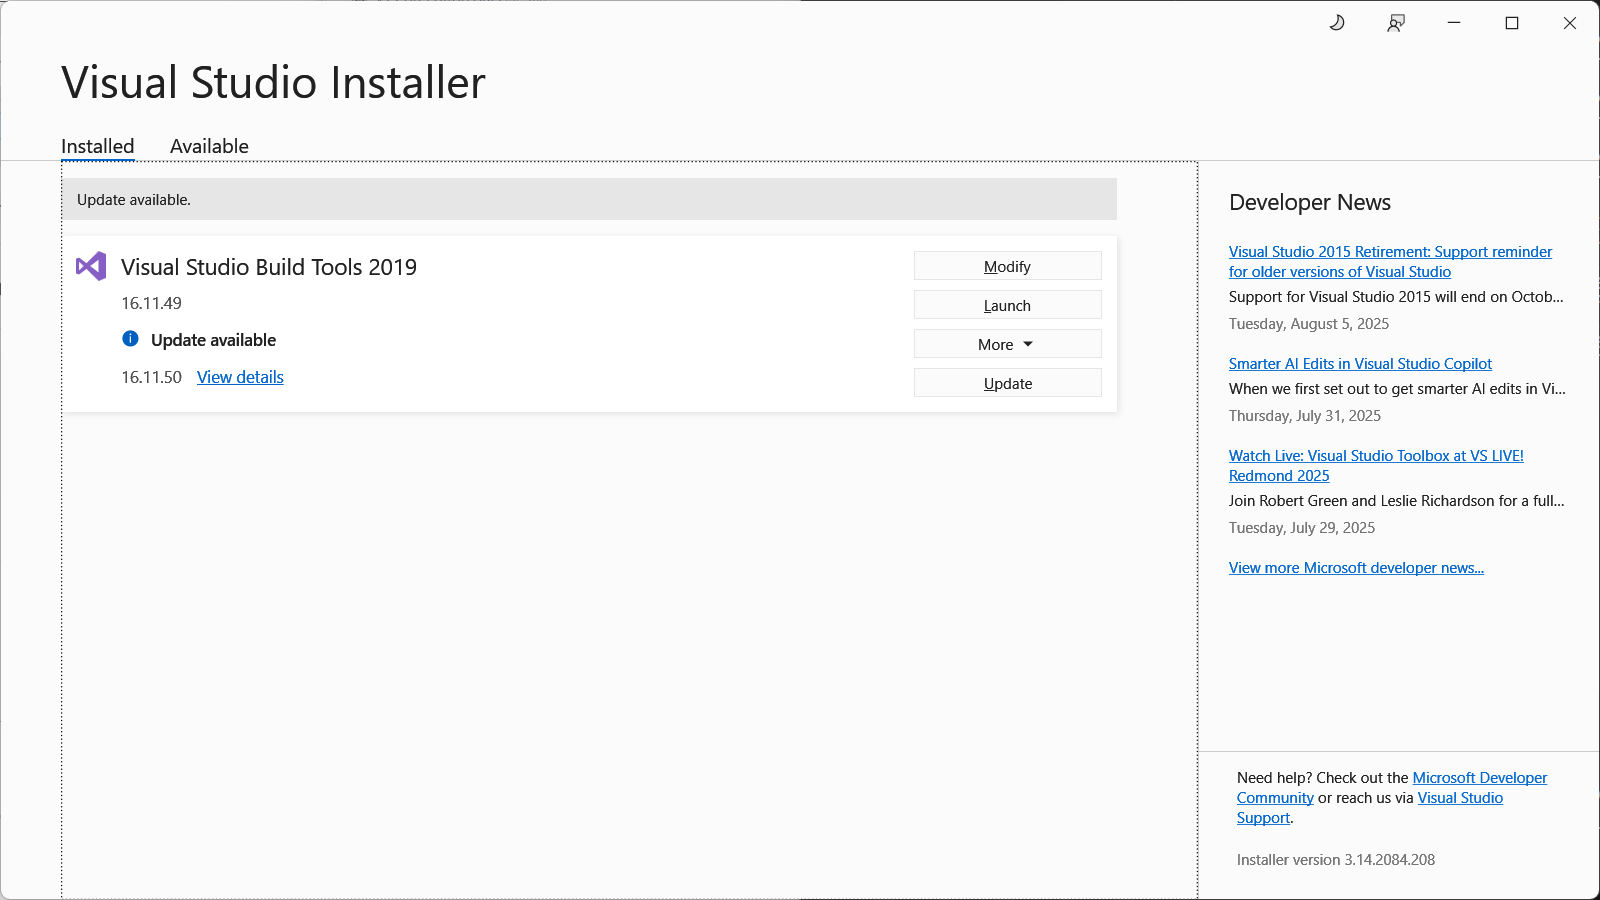 Visual Studio Installer
Installed
Available
Update available.
Visual Studio Build Tools 2019
16.11.49
Update available
16.11.50 View details
Modify
Launch
More
Update
Developer News
Visual Studio 2015 Retirement: Support reminder
for older versions of Visual Studio
Support for Visual Studio 2015 will end on Octob...
Tuesday, August 5, 2025
Smarter AI Edits in Visual Studio Copilot
When we first set out to get smarter AI edits in Vi...
Thursday, July 31, 2025
Watch Live: Visual Studio Toolbox at VS LIVE!
Redmond 2025
Join Robert Green and Leslie Richardson for a full...
Tuesday, July 29, 2025
View more Microsoft developer news...
Need help? Check out the Microsoft Developer
Community or reach us via Visual Studio
Support.
Installer version 3.14.2084.208